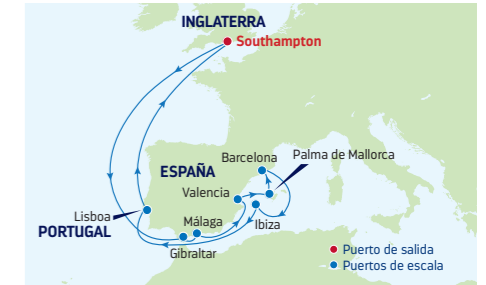 INGLATERRA
Southampton
Barcelona
Palma de Mallorca
ESPAÑA
Valencia
Lisboa
Málaga
Ibiza
PORTUGAL
Gibraltar
Puerto de salida
Puertos de escala